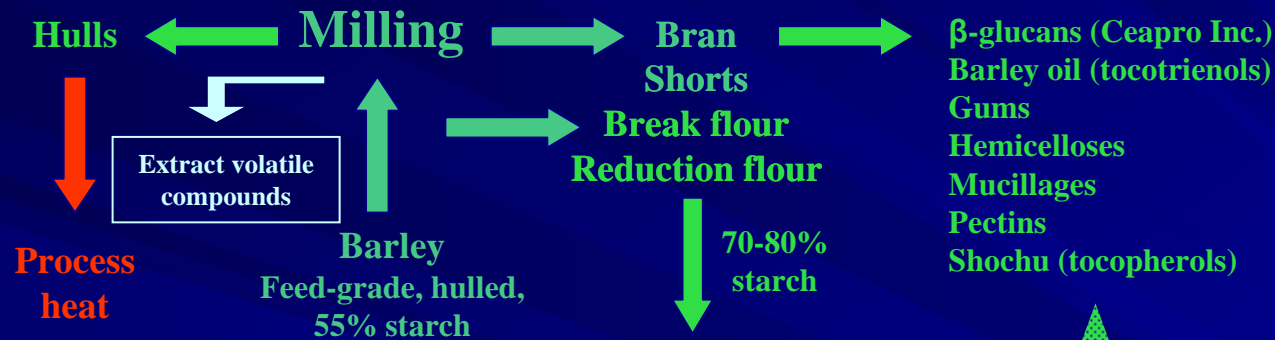 Hulls
Milling
Bran
Shorts
Break flour
Reduction flour
β-glucans (Ceapro Inc.)
Barley oil (tocotrienols)
Gums
Hemicelloses
Mucillages
Pectins
Shochu (tocopherols)
Extract volatile
compounds
Process
heat
Barley
Feed-grade, hulled,
55% starch
70-80%
starch